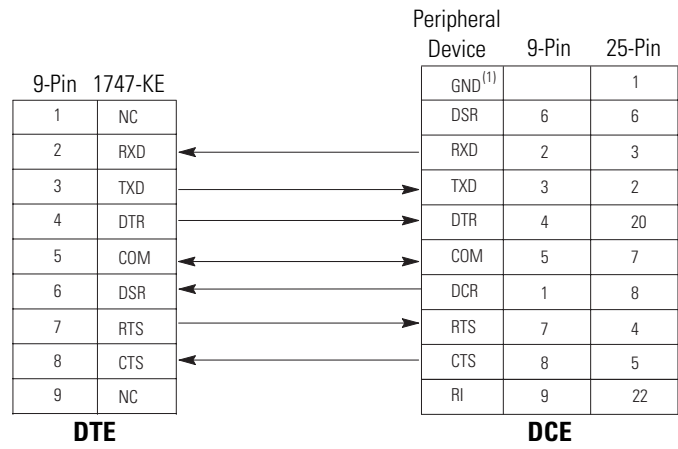 Peripheral
Device 9-Pin 25-Pin
9-Pin 1747-KE
GND(1) 1
1 NC DSR 6 6
2 RXD RXD 2 3
3 TXD TXD 3 2
4 DTR DTR 4 20
5 COM COM 5 7
6 DSR DCR 1 8
7 RTS RTS 7 4
8 CTS CTS 8 5
9 NC RI 9 22
DTE DCE